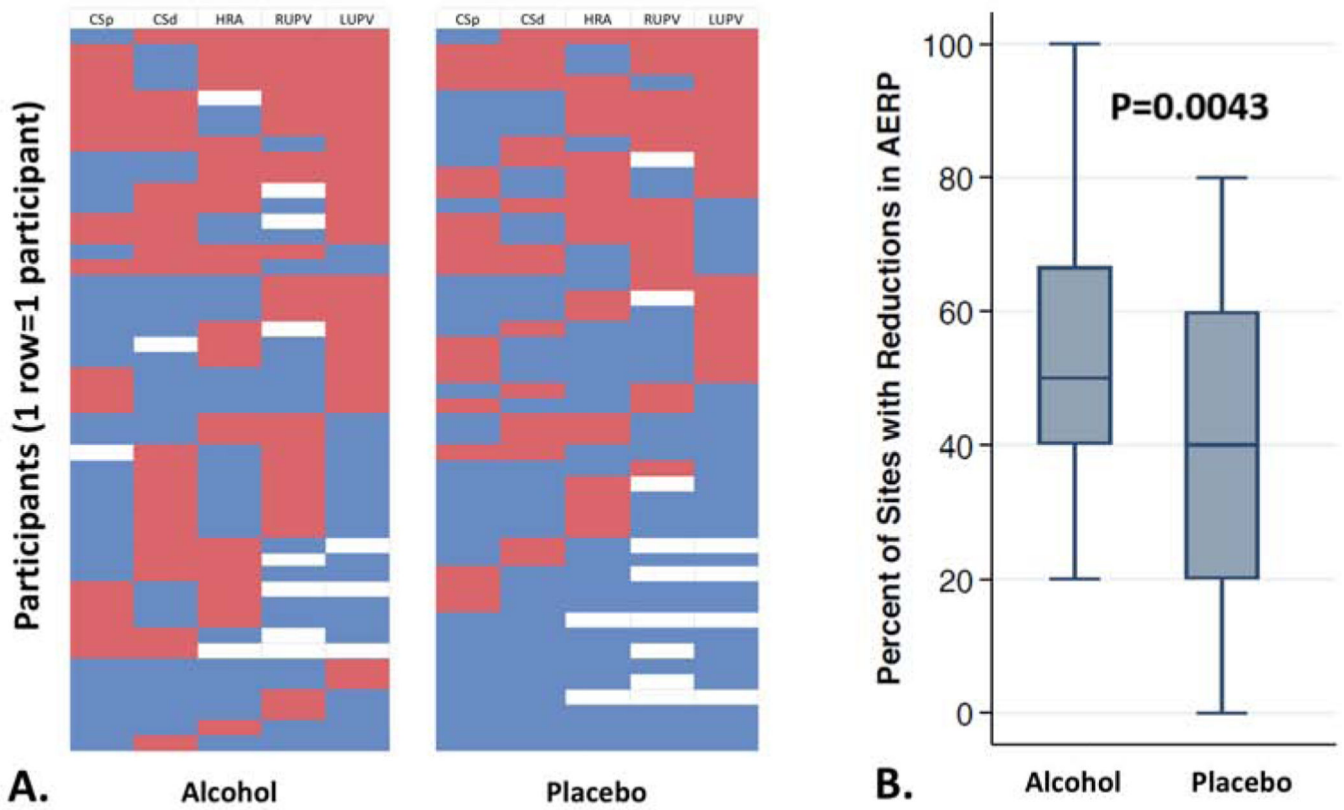 CSp CSd HRA RUPV LUPV
CSp CSd HRA RUPV LUPV
Participants (1 row=1 participant)
A. Alcohol Placebo
Percent of Sites with Reductions in AERP
100
80
60
40
20
0
P=0.0043
B. Alcohol Placebo